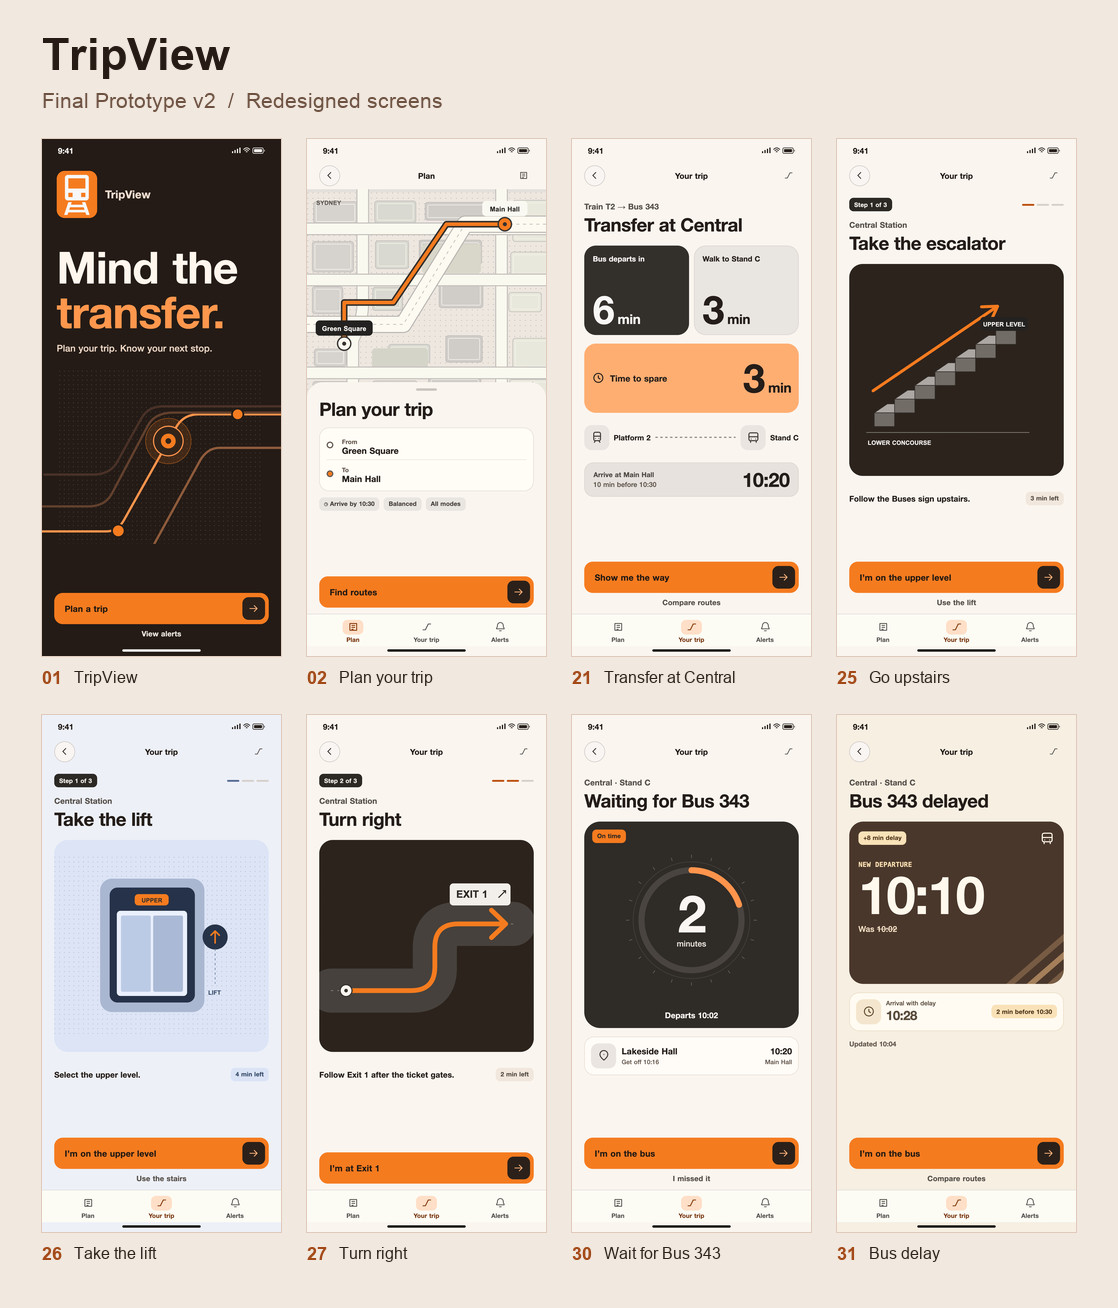 TripView
Final Prototype v2 / Redesigned screens
9:41
TripView
Mind the
transfer.
Plan your trip. Know your next stop.
Plan a trip
View alerts
01 TripView
9:41
Plan
SYDNEY
Main Hall
Green Square
Plan your trip
From
Green Square
To
Main Hall
Arrive by 10:30
Balanced
All modes
Find routes
Plan
Your trip
Alerts
02 Plan your trip
9:41
Your trip
Train T2 → Bus 343
Transfer at Central
Bus departs in
6 min
Walk to Stand C
3 min
Time to spare
3 min
Platform 2
Stand C
Arrive at Main Hall
10 min before 10:30
10:20
Show me the way
Compare routes
Plan
Your trip
Alerts
21 Transfer at Central
9:41
Your trip
Step 1 of 3
Central Station
Take the escalator
UPPER LEVEL
LOWER CONCOURSE
Follow the Buses sign upstairs.
3 min left
I'm on the upper level
Use the lift
Plan
Your trip
Alerts
25 Go upstairs
9:41
Your trip
Step 1 of 3
Central Station
Take the lift
UPPER
LIFT
Select the upper level.
4 min left
I'm on the upper level
Use the stairs
Plan
Your trip
Alerts
26 Take the lift
9:41
Your trip
Step 2 of 3
Central Station
Turn right
EXIT 1 ↗
Follow Exit 1 after the ticket gates.
2 min left
I'm at Exit 1
Plan
Your trip
Alerts
27 Turn right
9:41
Your trip
Central · Stand C
Waiting for Bus 343
On time
2
minutes
Departs 10:02
Lakeside Hall
Get off 10:16
10:20
Main Hall
I'm on the bus
I missed it
Plan
Your trip
Alerts
30 Wait for Bus 343
9:41
Your trip
Central · Stand C
Bus 343 delayed
+8 min delay
NEW DEPARTURE
10:10
Was 10:02
Arrival with delay
10:28
2 min before 10:30
Updated 10:04
I'm on the bus
Compare routes
Plan
Your trip
Alerts
31 Bus delay